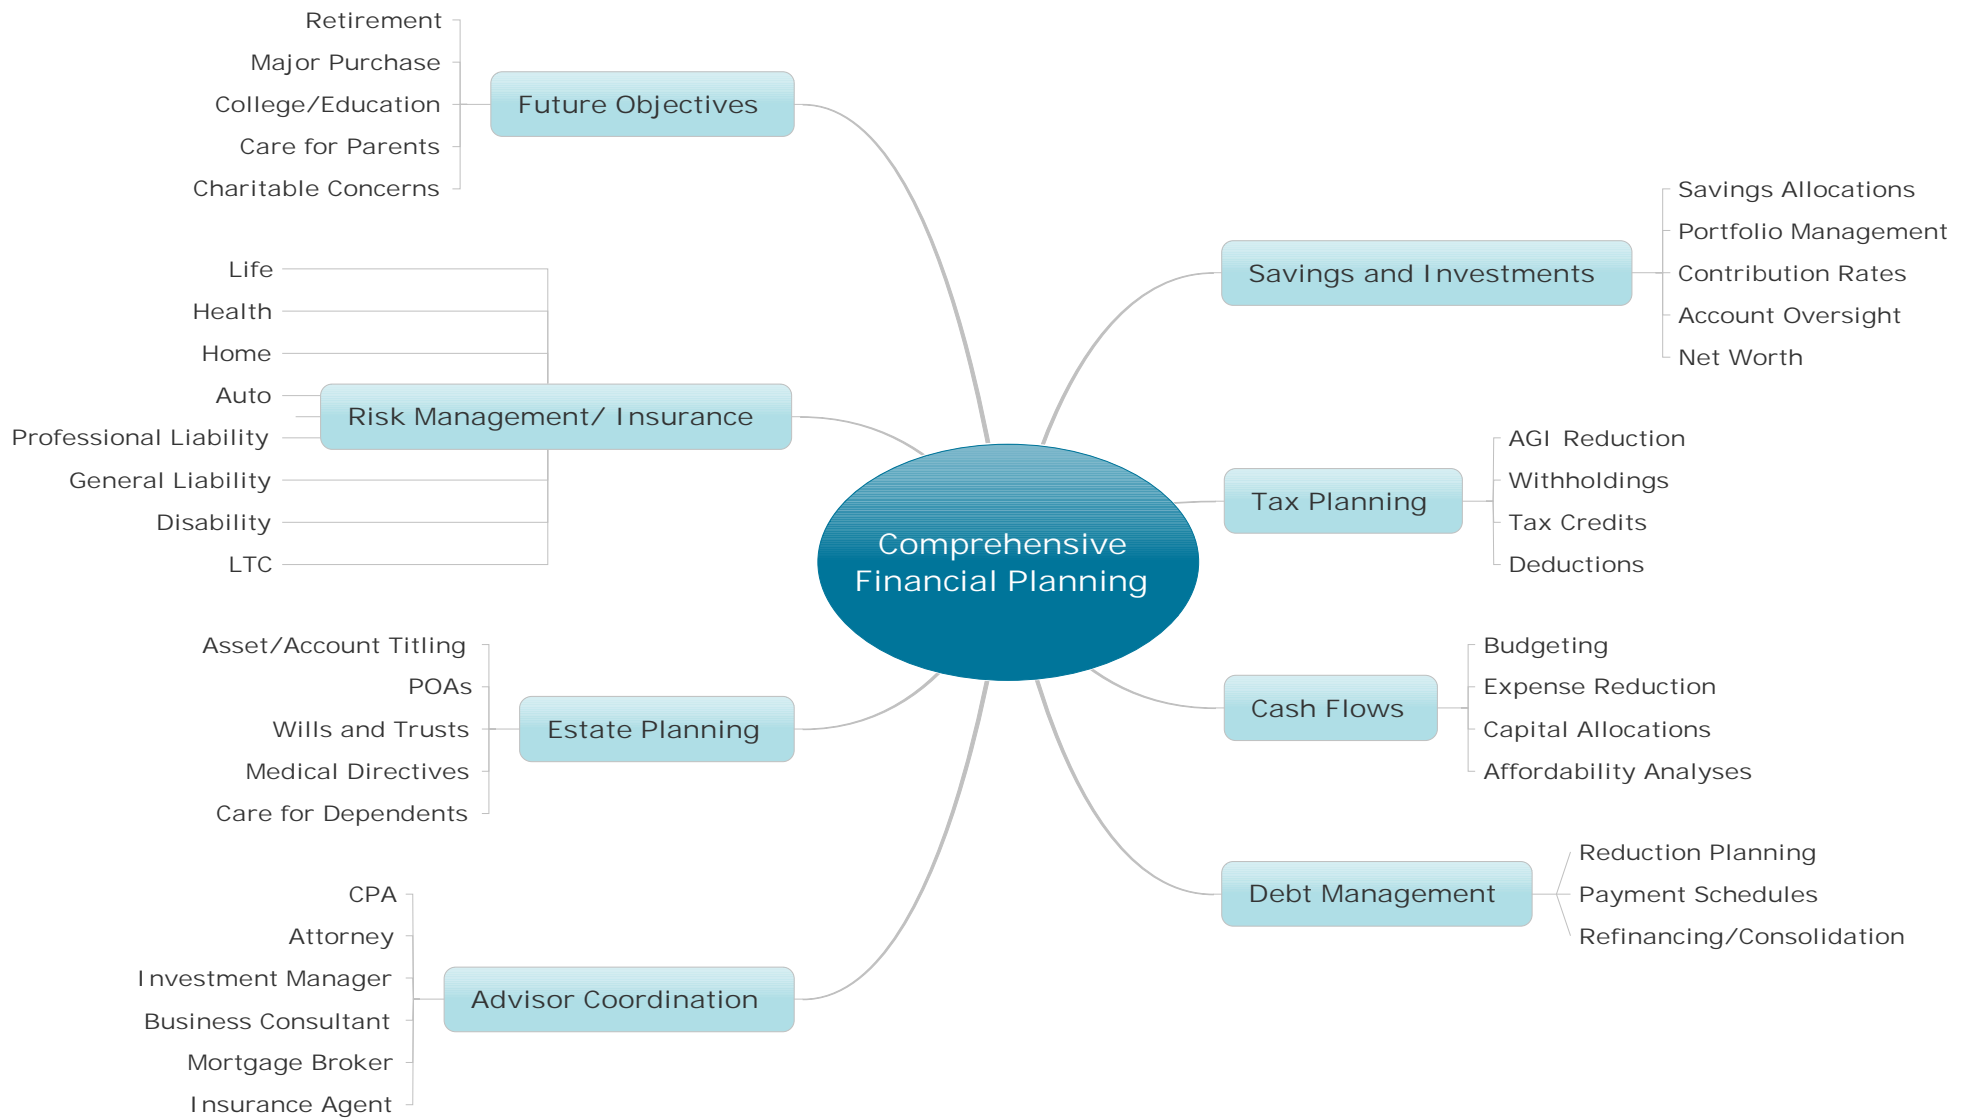 Retirement
Major Purchase
College/Education
Care for Parents
Charitable Concerns
Future Objectives
Life
Health
Home
Auto
Professional Liability
General Liability
Disability
LTC
Risk Management/ Insurance
Asset/Account Titling
POAs
Wills and Trusts
Medical Directives
Care for Dependents
Estate Planning
CPA
Attorney
Investment Manager
Business Consultant
Mortgage Broker
Insurance Agent
Advisor Coordination
Comprehensive
Financial Planning
Savings and Investments
Savings Allocations
Portfolio Management
Contribution Rates
Account Oversight
Net Worth
Tax Planning
AGI Reduction
Withholdings
Tax Credits
Deductions
Cash Flows
Budgeting
Expense Reduction
Capital Allocations
Affordability Analyses
Debt Management
Reduction Planning
Payment Schedules
Refinancing/Consolidation